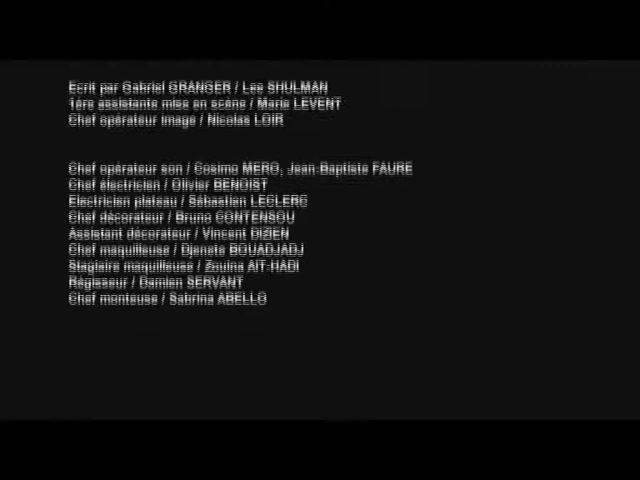 Ecrit par Gabriel GRANGER / Lee SHULMAN
1ère assistante mise en scène / Marie LEVENT
Chef opérateur image / Nicolas LOIR
Chef opérateur son / Cosimo MERO, Jean-Baptiste FAURE
Chef électricien / Olivier BENOIST
Electricien plateau / Sébastien LECLERC
Chef décorateur / Bruno CONTENSOU
Assistant décorateur / Vincent DIZIEN
Chef maquilleuse / Djenete BOUADJADJ
Stagiaire maquilleuse / Zouina AIT-HADI
Régisseur / Damien SERVANT
Chef monteuse / Sabrina ABELLO